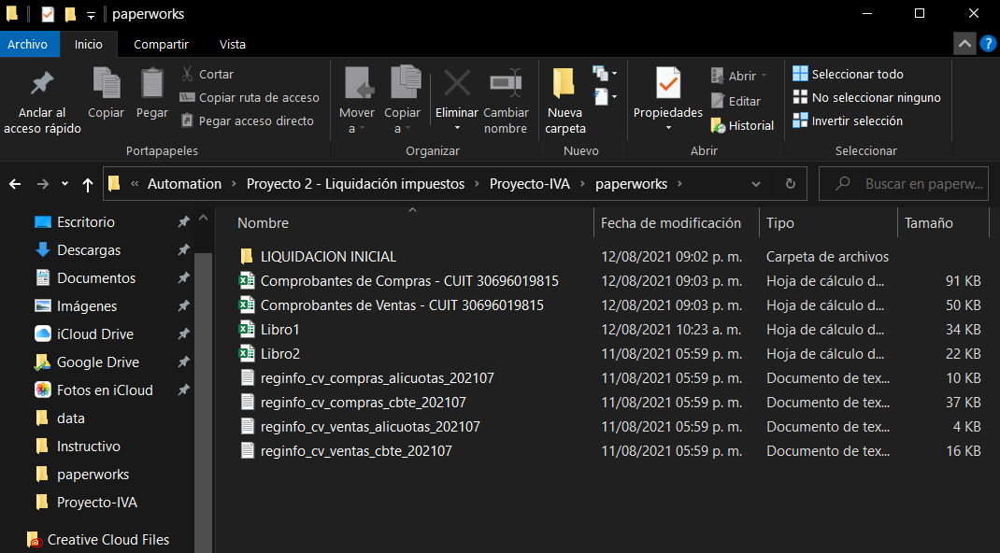 paperworks
Archivo Inicio Compartir Vista
Anclar al acceso rápido
Copiar
Pegar
Cortar
Copiar ruta de acceso
Pegar acceso directo
Portapapeles
Mover a
Copiar a
Eliminar
Cambiar nombre
Organizar
Nueva carpeta
Nuevo
Propiedades
Abrir
Editar
Historial
Abrir
Seleccionar todo
No seleccionar ninguno
Invertir selección
Seleccionar
« Automation › Proyecto 2 - Liquidación impuestos › Proyecto-IVA › paperworks ›
Buscar en paperw...
Escritorio
Descargas
Documentos
Imágenes
iCloud Drive
Google Drive
Fotos en iCloud
data
Instructivo
paperworks
Proyecto-IVA
Creative Cloud Files
Nombre Fecha de modificación Tipo Tamaño
LIQUIDACION INICIAL 12/08/2021 09:02 p. m. Carpeta de archivos
Comprobantes de Compras - CUIT 30696019815 12/08/2021 09:03 p. m. Hoja de cálculo d... 91 KB
Comprobantes de Ventas - CUIT 30696019815 12/08/2021 09:03 p. m. Hoja de cálculo d... 50 KB
Libro1 12/08/2021 10:23 a. m. Hoja de cálculo d... 34 KB
Libro2 11/08/2021 05:59 p. m. Hoja de cálculo d... 22 KB
reginfo_cv_compras_alicuotas_202107 11/08/2021 05:59 p. m. Documento de tex... 10 KB
reginfo_cv_compras_cbte_202107 11/08/2021 05:59 p. m. Documento de tex... 37 KB
reginfo_cv_ventas_alicuotas_202107 11/08/2021 05:59 p. m. Documento de tex... 4 KB
reginfo_cv_ventas_cbte_202107 11/08/2021 05:59 p. m. Documento de tex... 16 KB